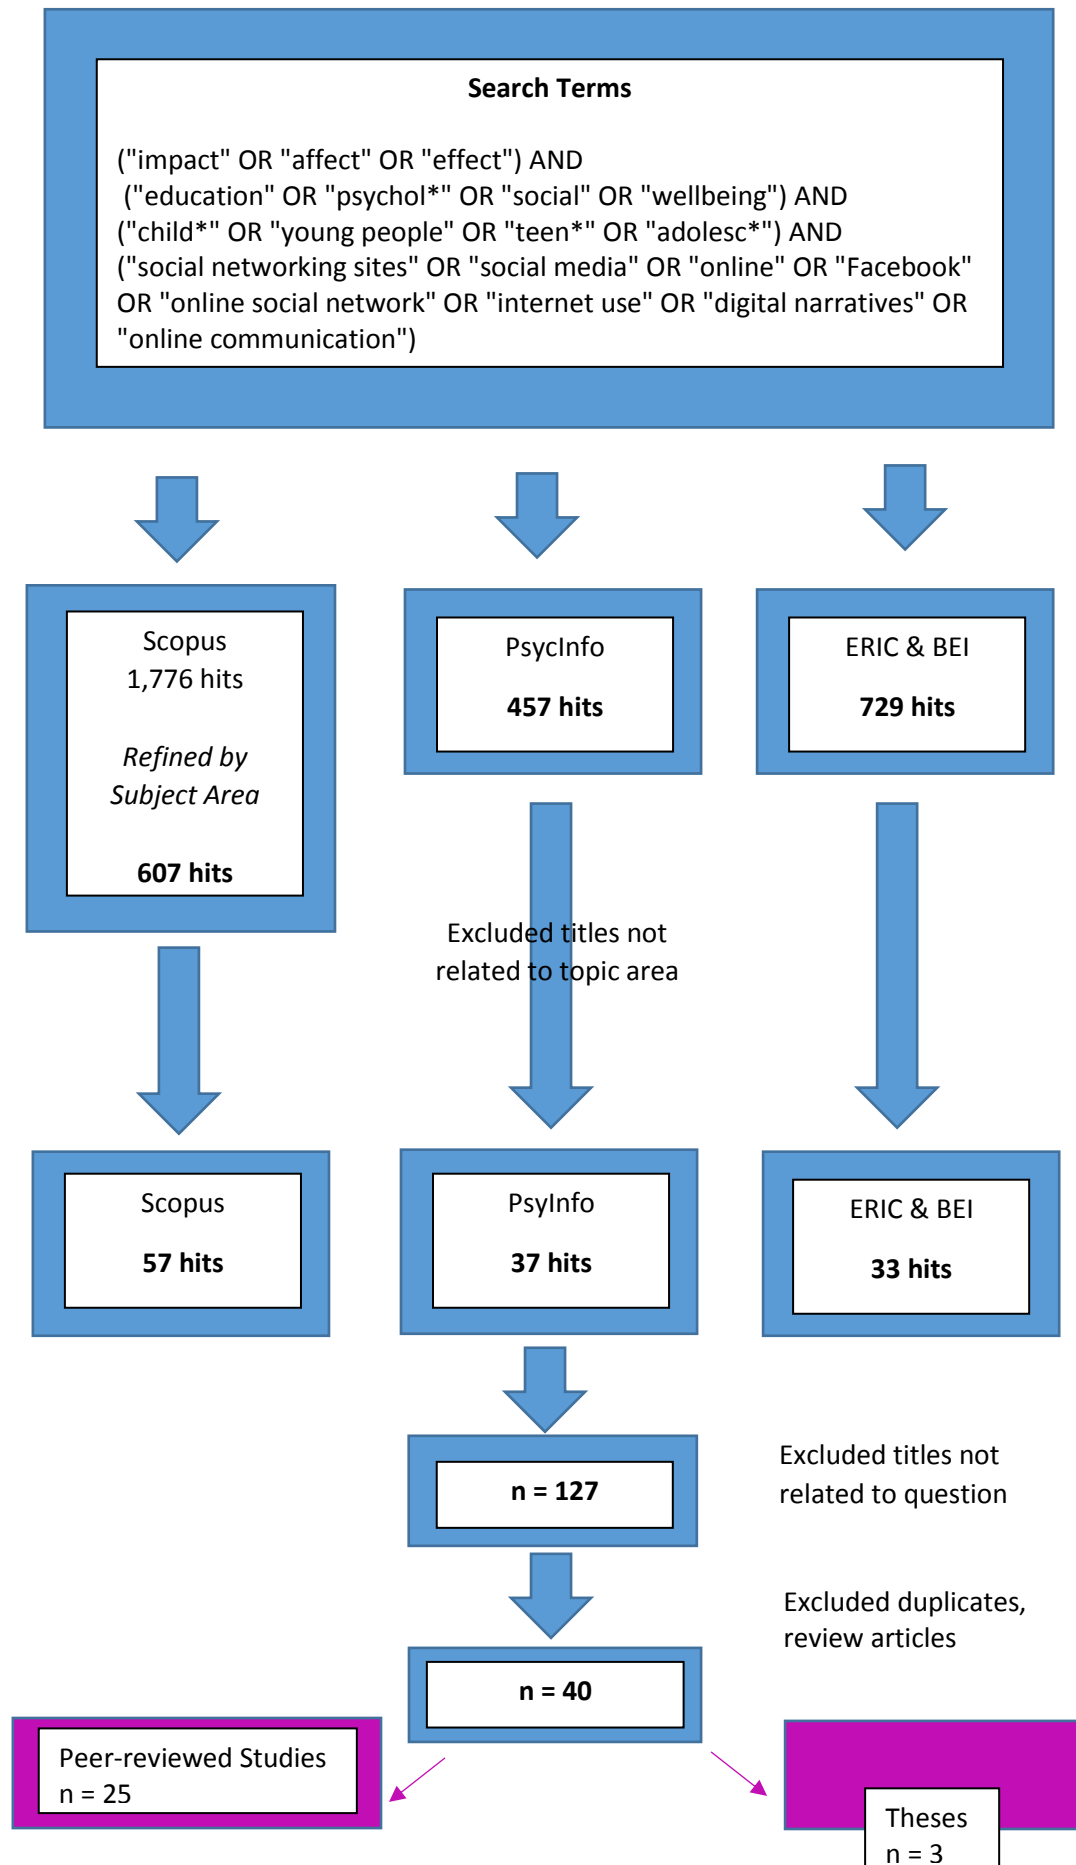 Search Terms
("impact" OR "affect" OR "effect") AND
("education" OR "psychol*" OR "social" OR "wellbeing") AND
("child*" OR "young people" OR "teen*" OR "adolesc*") AND
("social networking sites" OR "social media" OR "online" OR "Facebook"
OR "online social network" OR "internet use" OR "digital narratives" OR
"online communication")
Scopus
1,776 hits
Refined by
Subject Area
607 hits
PsycInfo
457 hits
ERIC & BEI
729 hits
Excluded titles not
related to topic area
Scopus
57 hits
PsyInfo
37 hits
ERIC & BEI
33 hits
n = 127
Excluded titles not
related to question
Excluded duplicates,
review articles
n = 40
Peer-reviewed Studies
n = 25
Theses
n = 3